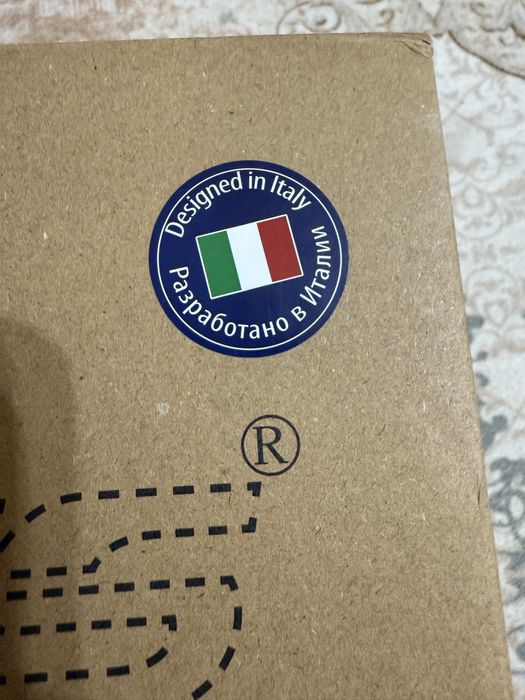 Designed in Italy
Разработано в Италии
®